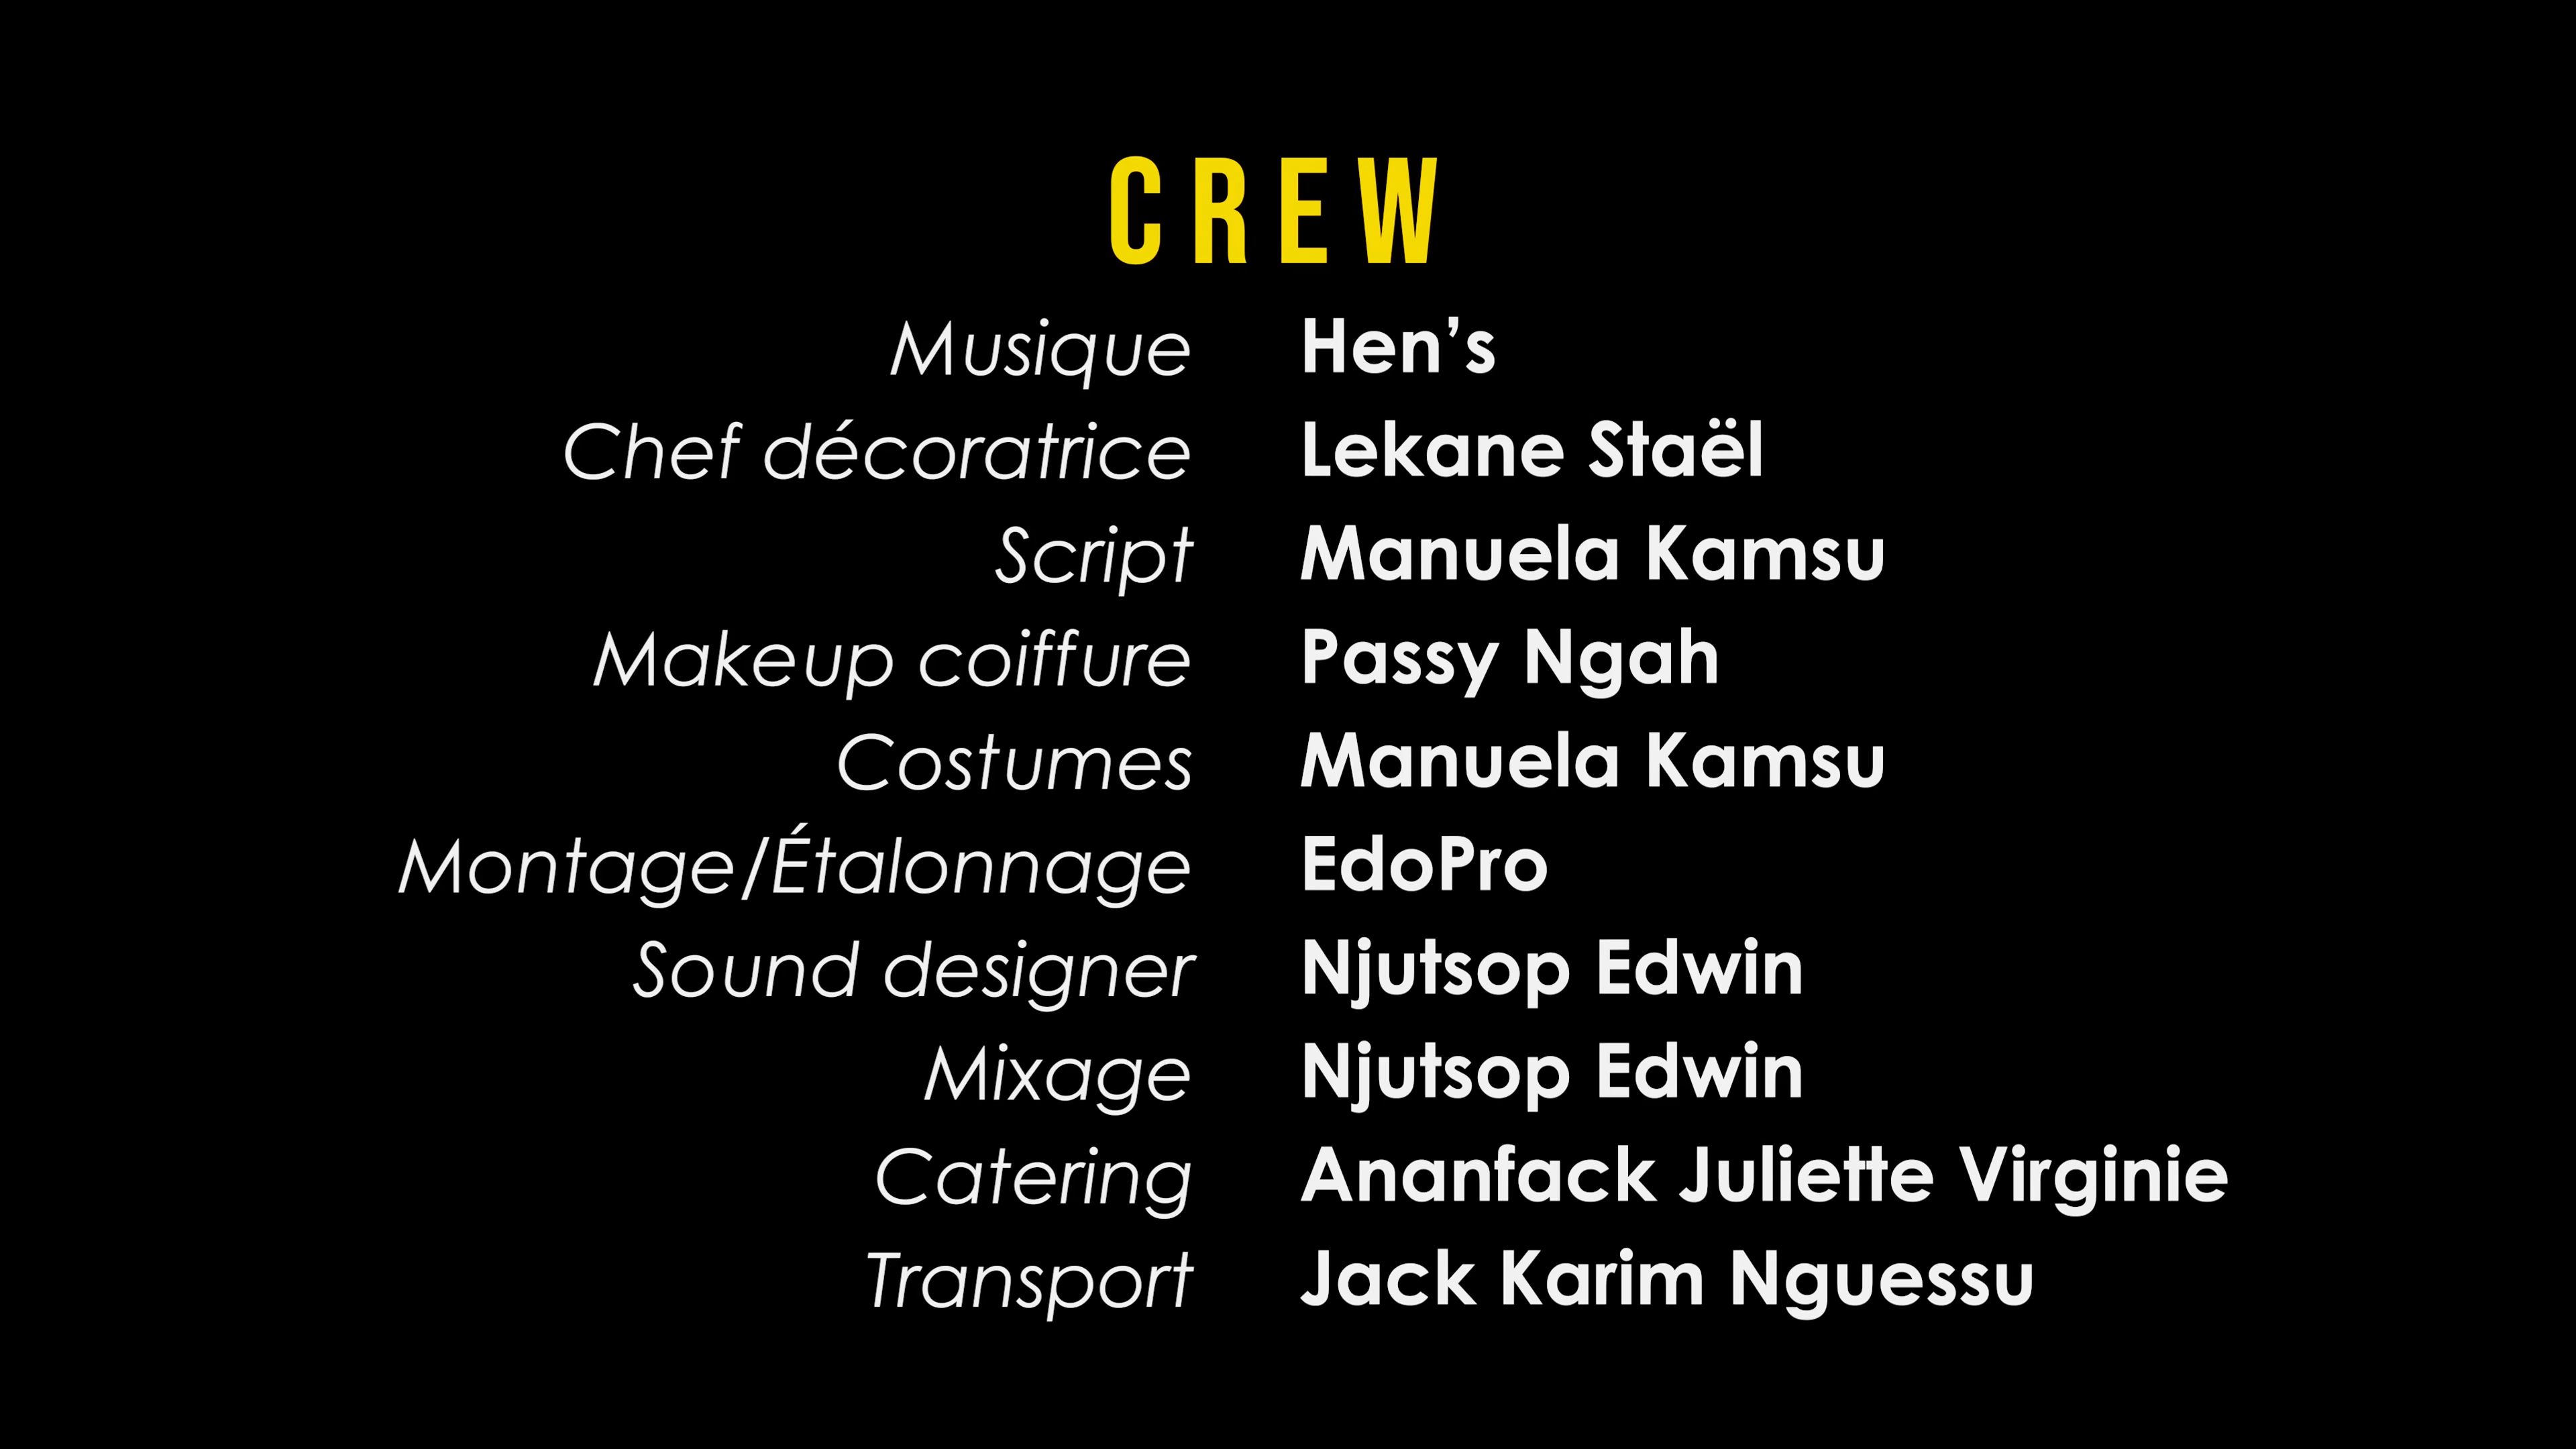 CREW
Musique Hen’s
Chef décoratrice Lekane Staël
Script Manuela Kamsu
Makeup coiffure Passy Ngah
Costumes Manuela Kamsu
Montage/Étalonnage EdoPro
Sound designer Njutsop Edwin
Mixage Njutsop Edwin
Catering Ananfack Juliette Virginie
Transport Jack Karim Nguessu